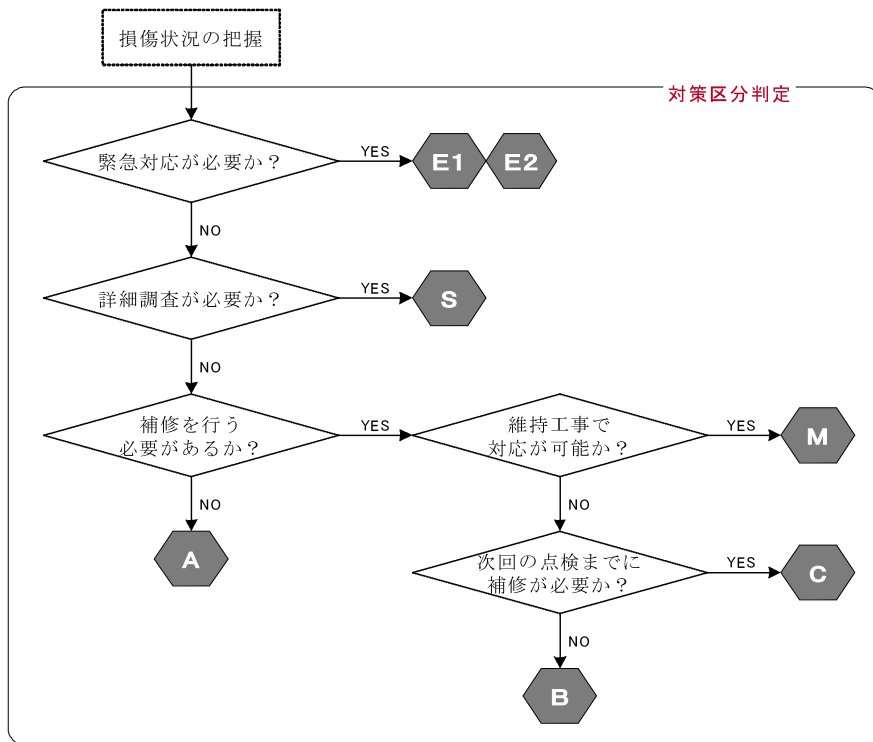 損傷状況の把握
対策区分判定
緊急対応が必要か？
YES
E1
E2
NO
詳細調査が必要か？
YES
S
NO
補修を行う
必要があるか？
YES
維持工事で
対応が可能か？
YES
M
NO
A
NO
次回の点検までに
補修が必要か？
YES
C
NO
B